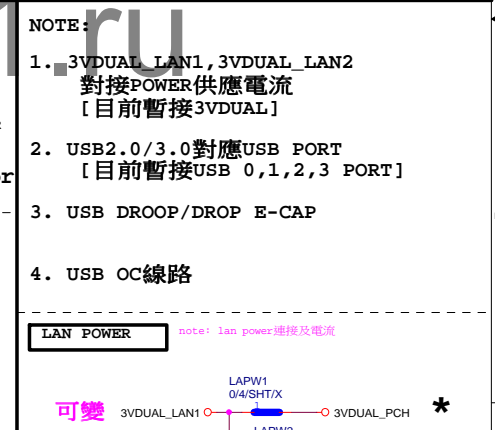 1.ru
NOTE:
1. 3VDUAL_LAN1,3VDUAL_LAN2
對接POWER供應電流
[目前暫接3VDUAL]
2. USB2.0/3.0對應USB PORT
[目前暫接USB 0,1,2,3 PORT]
or
3. USB DROOP/DROP E-CAP
4. USB OC線路
LAN POWER
note: lan power連接及電流
LAPW1
0/4/SHT/X
可變 3VDUAL_LAN1 1 3VDUAL_PCH *